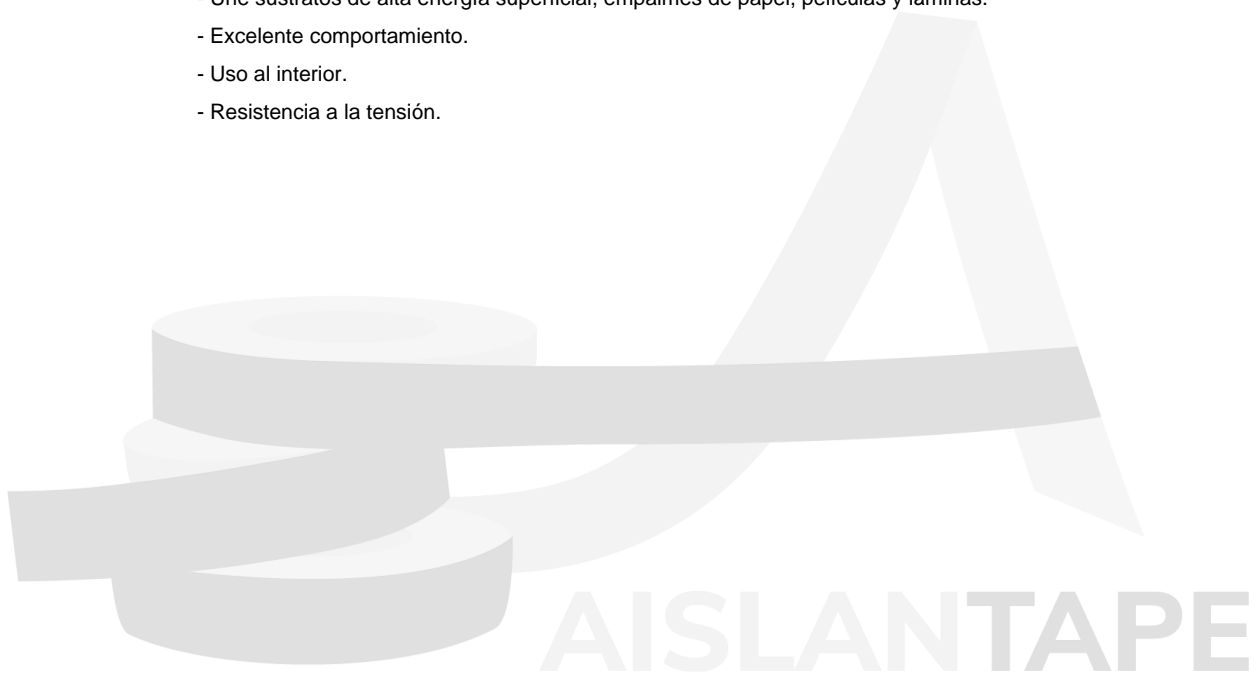 - Une sustratos de alta energía superficial, empalmes de papel, películas y láminas.
- Excelente comportamiento.
- Uso al interior.
- Resistencia a la tensión.
AISLANTAPE